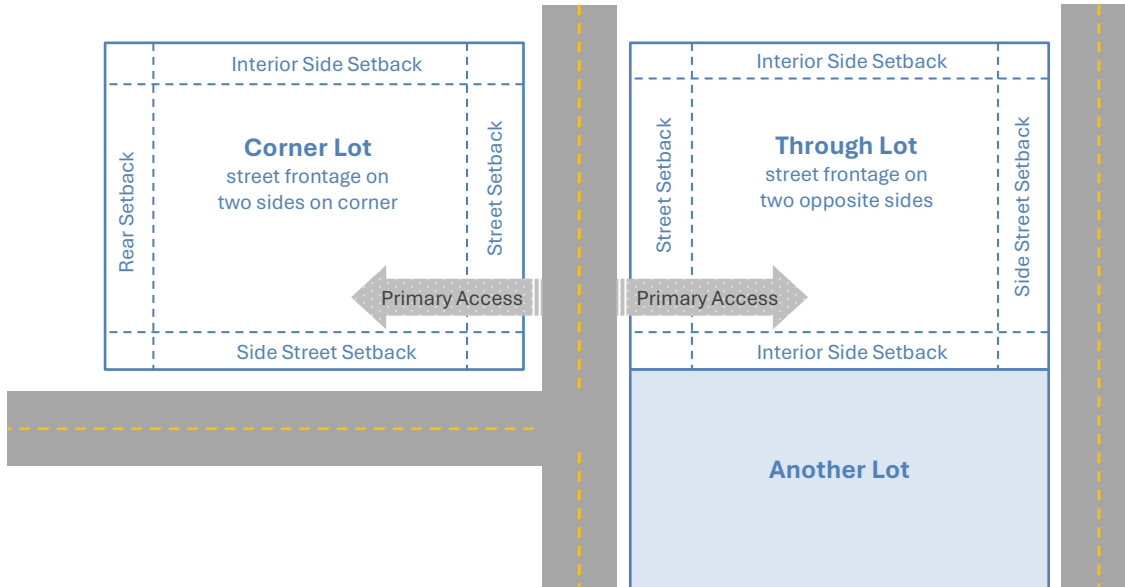 Interior Side Setback
Corner Lot
street frontage on
two sides on corner
Rear Setback
Street Setback
Primary Access
Side Street Setback
Interior Side Setback
Through Lot
street frontage on
two opposite sides
Street Setback
Side Street Setback
Primary Access
Interior Side Setback
Another Lot